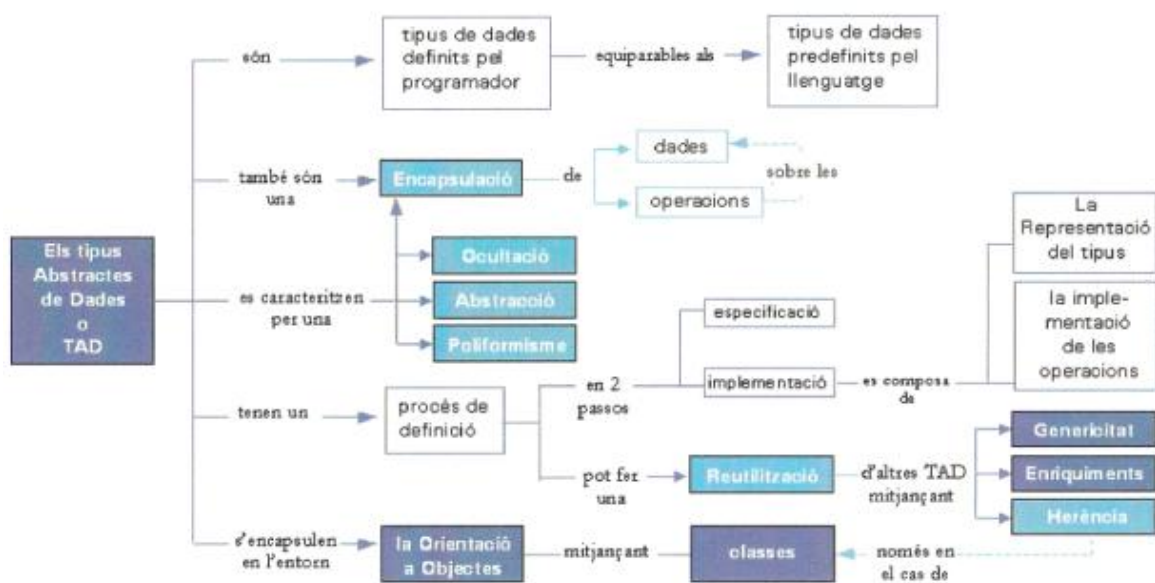 són
tipus de dades
definits pel
programador
equiparables als
tipus de dades
predefinits pel
llenguatge
també són
una
Encapsulació
de
dades
operacions
sobre les
Els tipus
Abstractes
de Dades
o
TAD
es caracteritzen
per una
Ocultació
Abstracció
Poliformisme
tenen un
procés de
definició
en 2
passos
especificació
implementació
es composa
de
La
Representació
del tipus
la imple-
mentació
de les
operacions
pot fer
una
Reutilització
d'altres TAD
mitjançant
Genericitat
Enriquiments
Herència
s'encapsulen
en l'entorn
la Orientació
a Objectes
mitjançant
classes
només en
el cas de